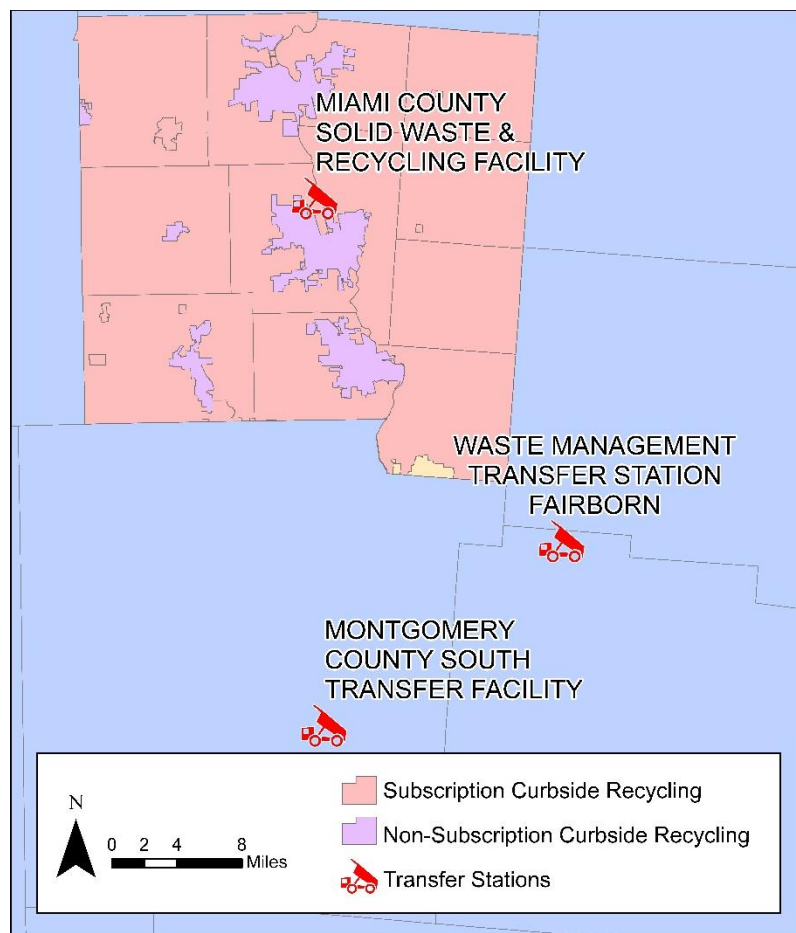 MIAMI COUNTY
SOLID WASTE &
RECYCLING FACILITY
WASTE MANAGEMENT
TRANSFER STATION
FAIRBORN
MONTGOMERY
COUNTY SOUTH
TRANSFER FACILITY
N
0 2 4 8
Miles
Subscription Curbside Recycling
Non-Subscription Curbside Recycling
Transfer Stations